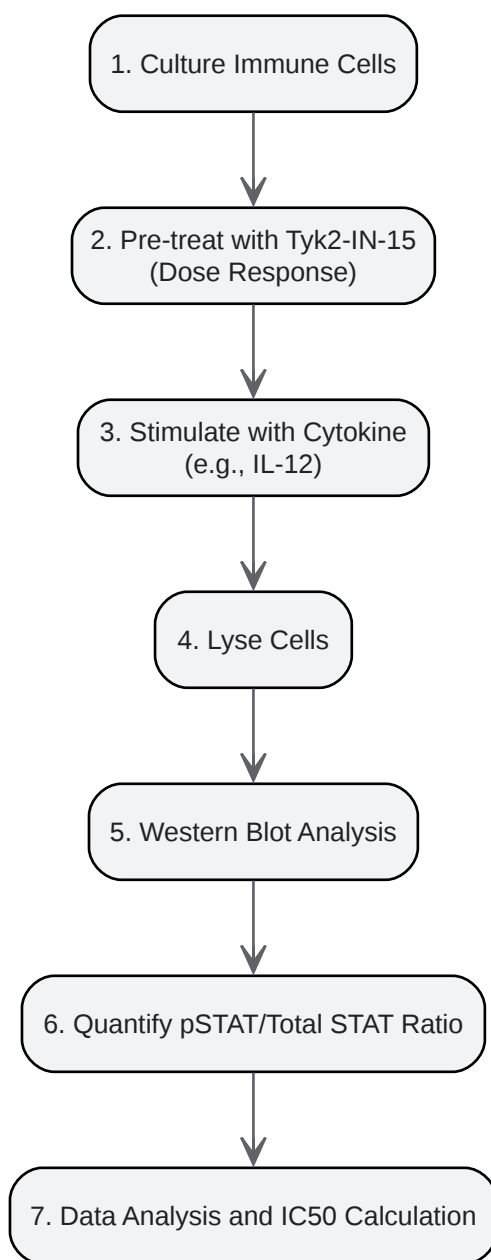 1. Culture Immune Cells
2. Pre-treat with Tyk2-IN-15
(Dose Response)
3. Stimulate with Cytokine
(e.g., IL-12)
4. Lyse Cells
5. Western Blot Analysis
6. Quantify pSTAT/Total STAT Ratio
7. Data Analysis and IC50 Calculation